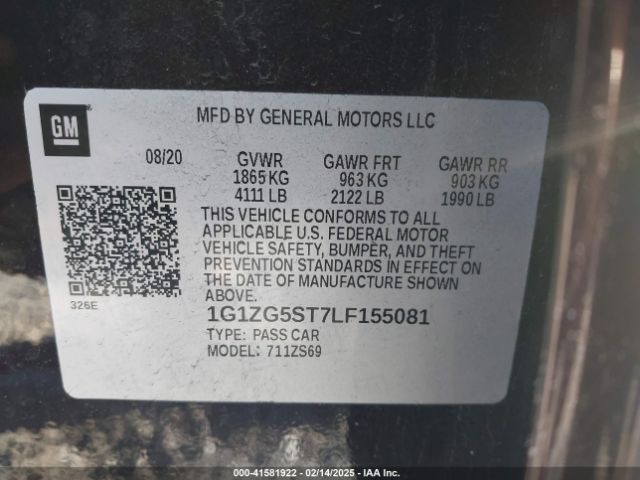 GM
MFD BY GENERAL MOTORS LLC
08/20 GVWR GAWR FRT GAWR RR
1865 KG 963 KG 903 KG
4111 LB 2122 LB 1990 LB
THIS VEHICLE CONFORMS TO ALL
APPLICABLE U.S. FEDERAL MOTOR
VEHICLE SAFETY, BUMPER, AND THEFT
PREVENTION STANDARDS IN EFFECT ON
THE DATE OF MANUFACTURE SHOWN
ABOVE.
326E
1G1ZG5ST7LF155081
TYPE: PASS CAR
MODEL: 711ZS69
000-41581922 - 02/14/2025 - IAA Inc.